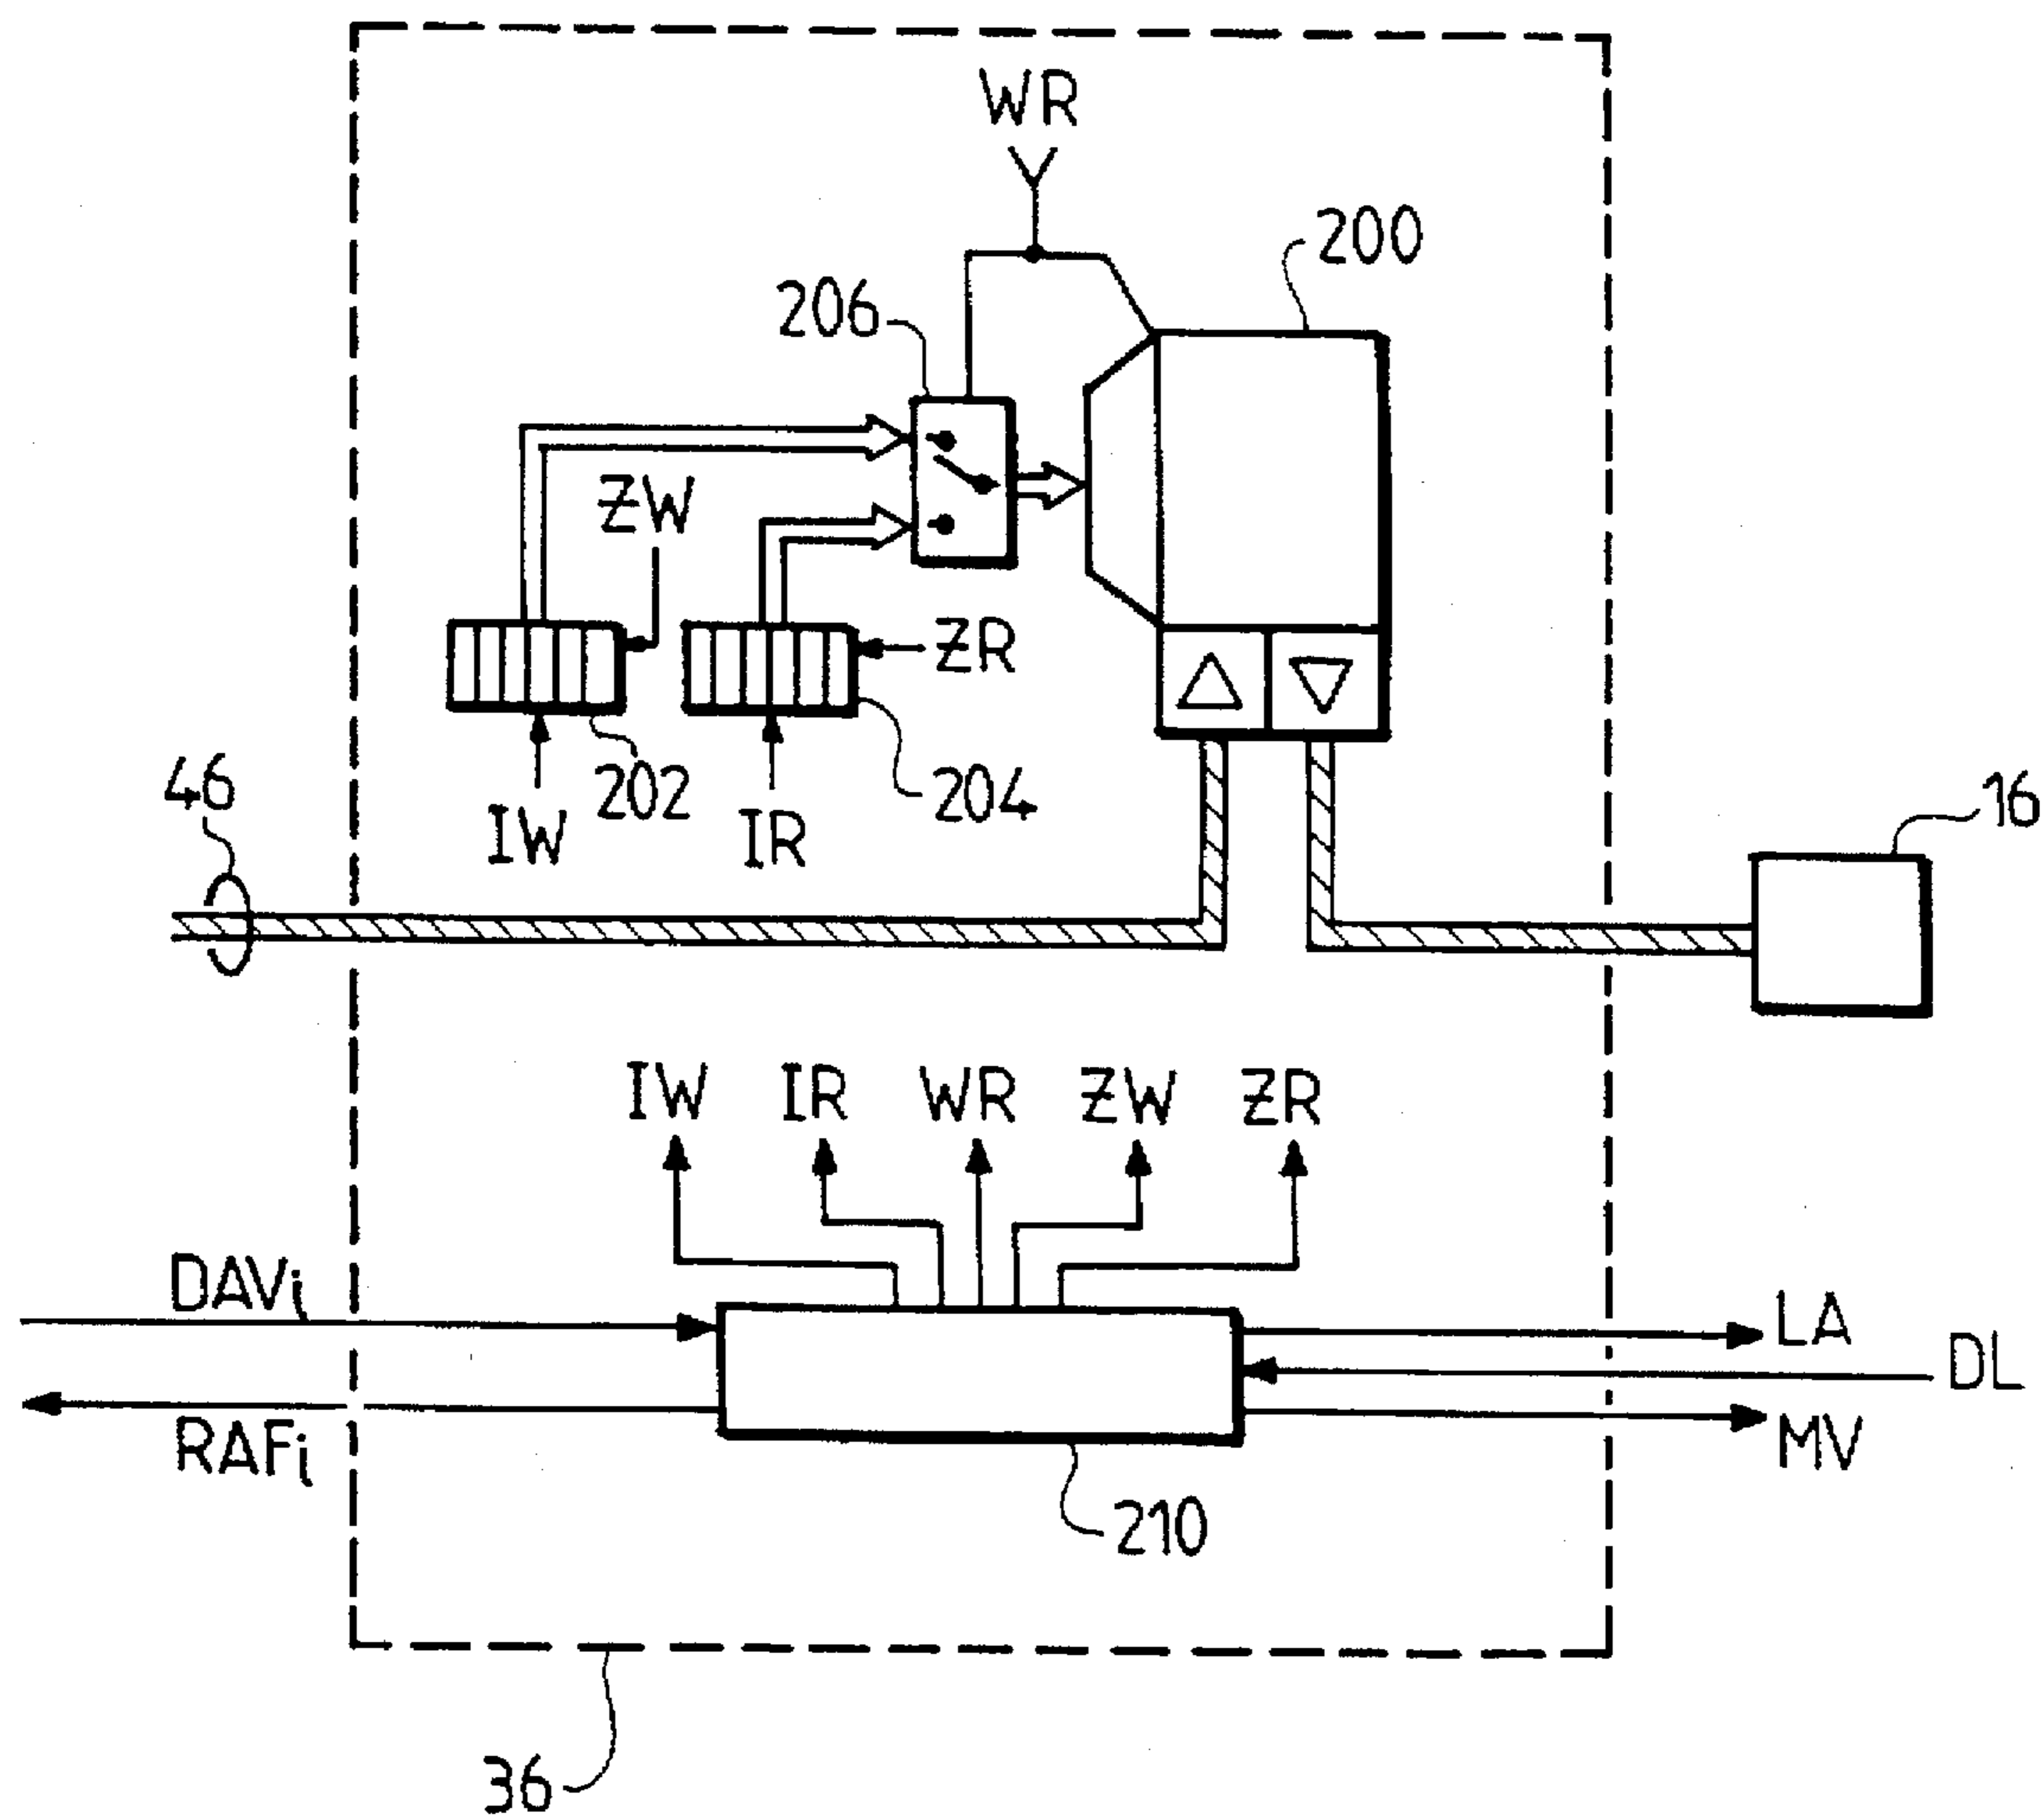 WR
200
206
ZW
ZR
202
204
46
IW
IR
16
IW IR WR ZW ZR
DAVi
LA
DL
RAFi
MV
210
36